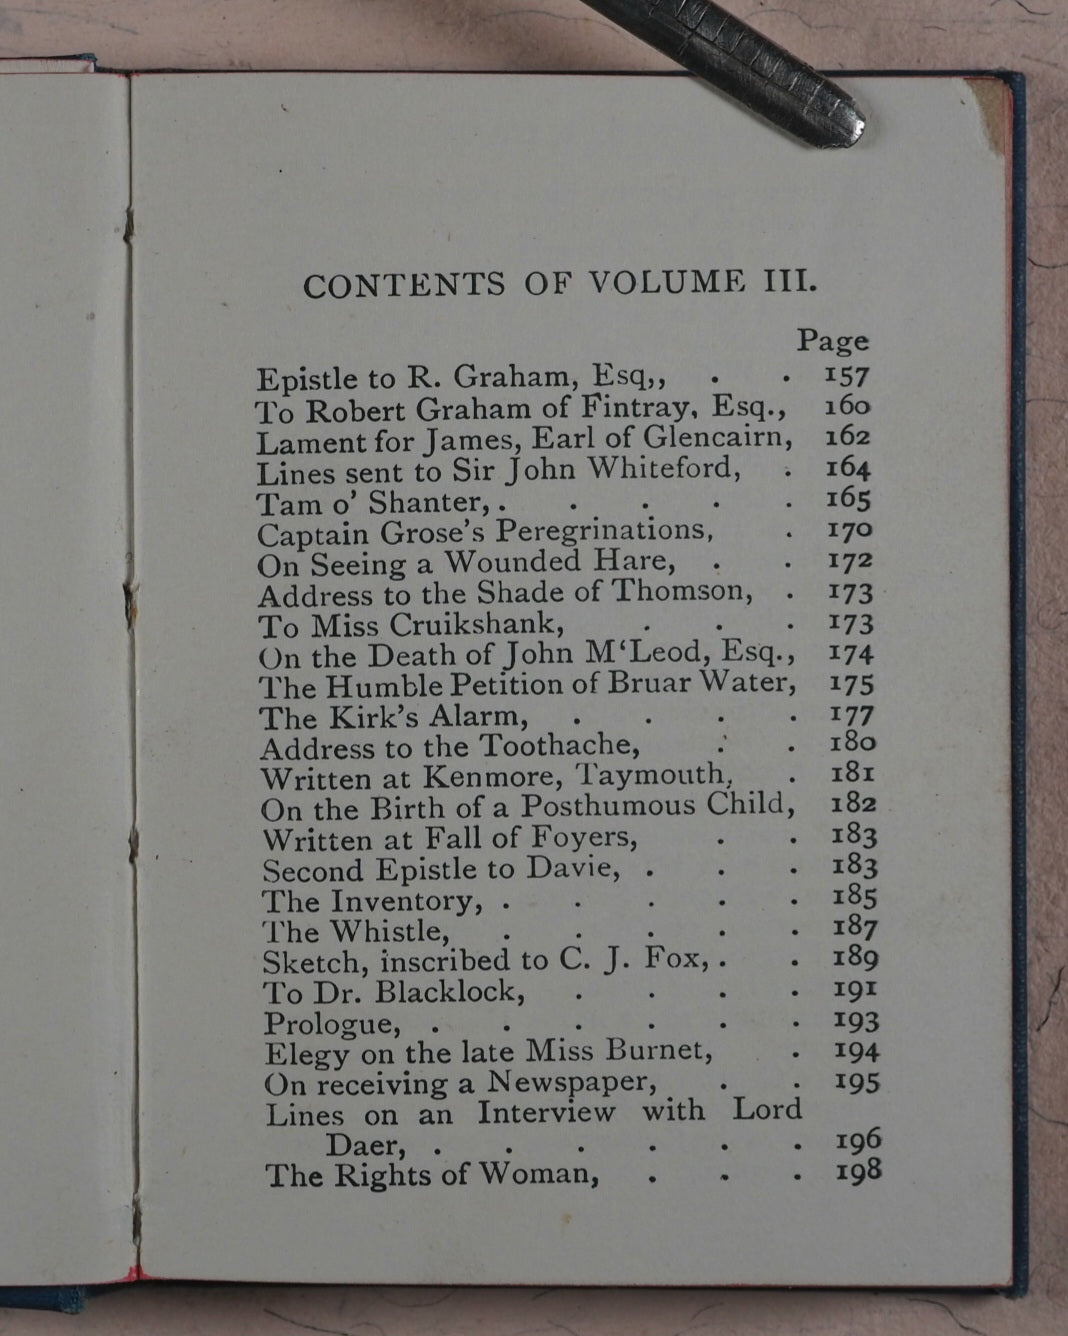 CONTENTS OF VOLUME III.
Page
Epistle to R. Graham, Esq,, . . 157
To Robert Graham of Fintray, Esq., 160
Lament for James, Earl of Glencairn, 162
Lines sent to Sir John Whiteford, . 164
Tam o' Shanter, . . . . . 165
Captain Grose's Peregrinations, . 170
On Seeing a Wounded Hare, . . 172
Address to the Shade of Thomson, . 173
To Miss Cruikshank, . . . 173
On the Death of John M‘Leod, Esq., 174
The Humble Petition of Bruar Water, 175
The Kirk's Alarm, . . . . 177
Address to the Toothache, . . 180
Written at Kenmore, Taymouth, . 181
On the Birth of a Posthumous Child, 182
Written at Fall of Foyers, . . 183
Second Epistle to Davie, . . . 183
The Inventory, . . . . . 185
The Whistle, . . . . . 187
Sketch, inscribed to C. J. Fox, . . 189
To Dr. Blacklock, . . . . 191
Prologue, . . . . . . 193
Elegy on the late Miss Burnet, . 194
On receiving a Newspaper, . . 195
Lines on an Interview with Lord
Daer, . . . . . . 196
The Rights of Woman, . . . 198